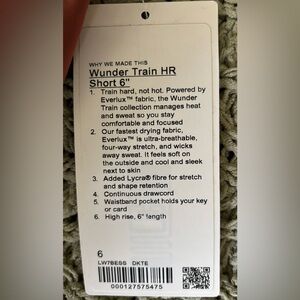 WHY WE MADE THIS
Wunder Train HR
Short 6"
1. Train hard, not hot. Powered by
Everlux™ fabric, the Wunder
Train collection manages heat
and sweat so you stay
comfortable and focused
2. Our fastest drying fabric,
Everlux™ is ultra-breathable,
four-way stretch, and wicks
away sweat. It feels soft on
the outside and cool and sleek
next to skin
3. Added Lycra® fibre for stretch
and shape retention
4. Continuous drawcord
5. Waistband pocket holds your key
or card
6. High rise, 6" length
6
LW7BESS DKTE
000127575475